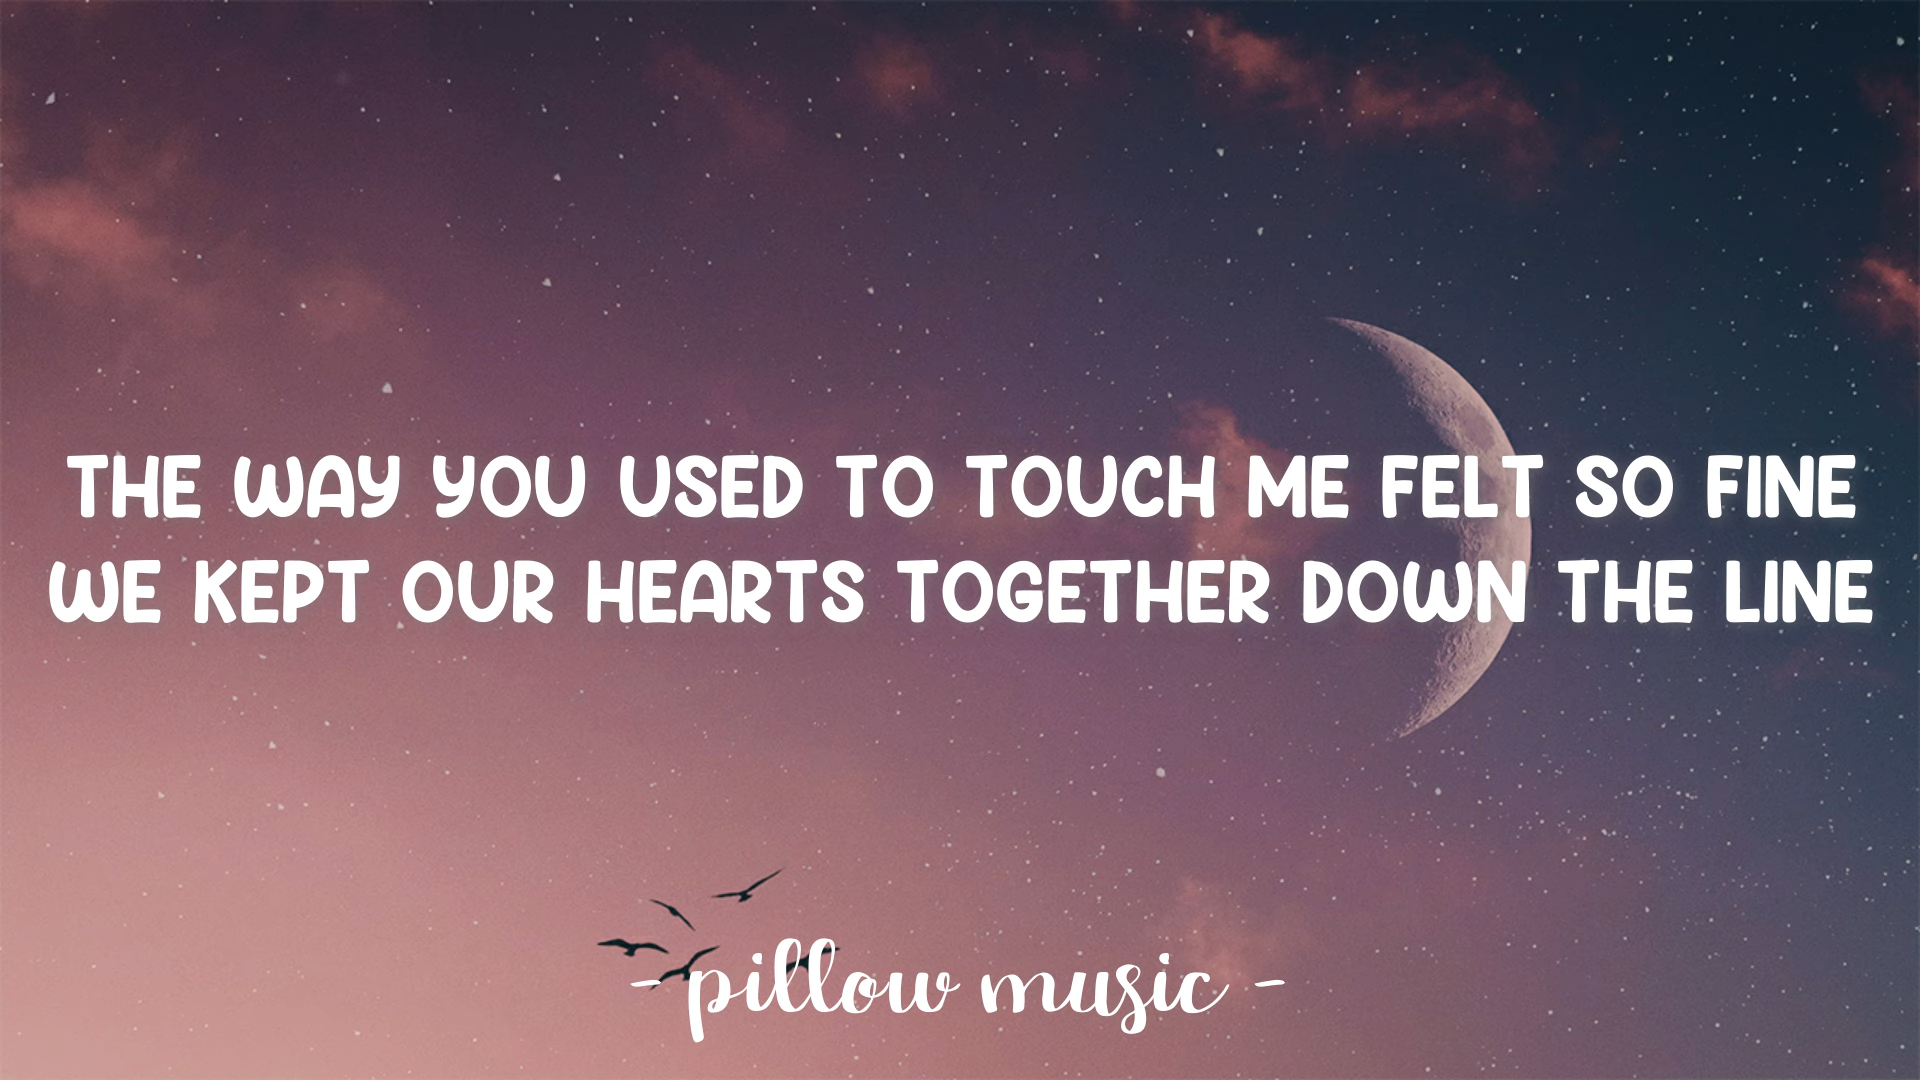 THE WAY YOU USED TO TOUCH ME FELT SO FINE
WE KEPT OUR HEARTS TOGETHER DOWN THE LINE
- pillow music -